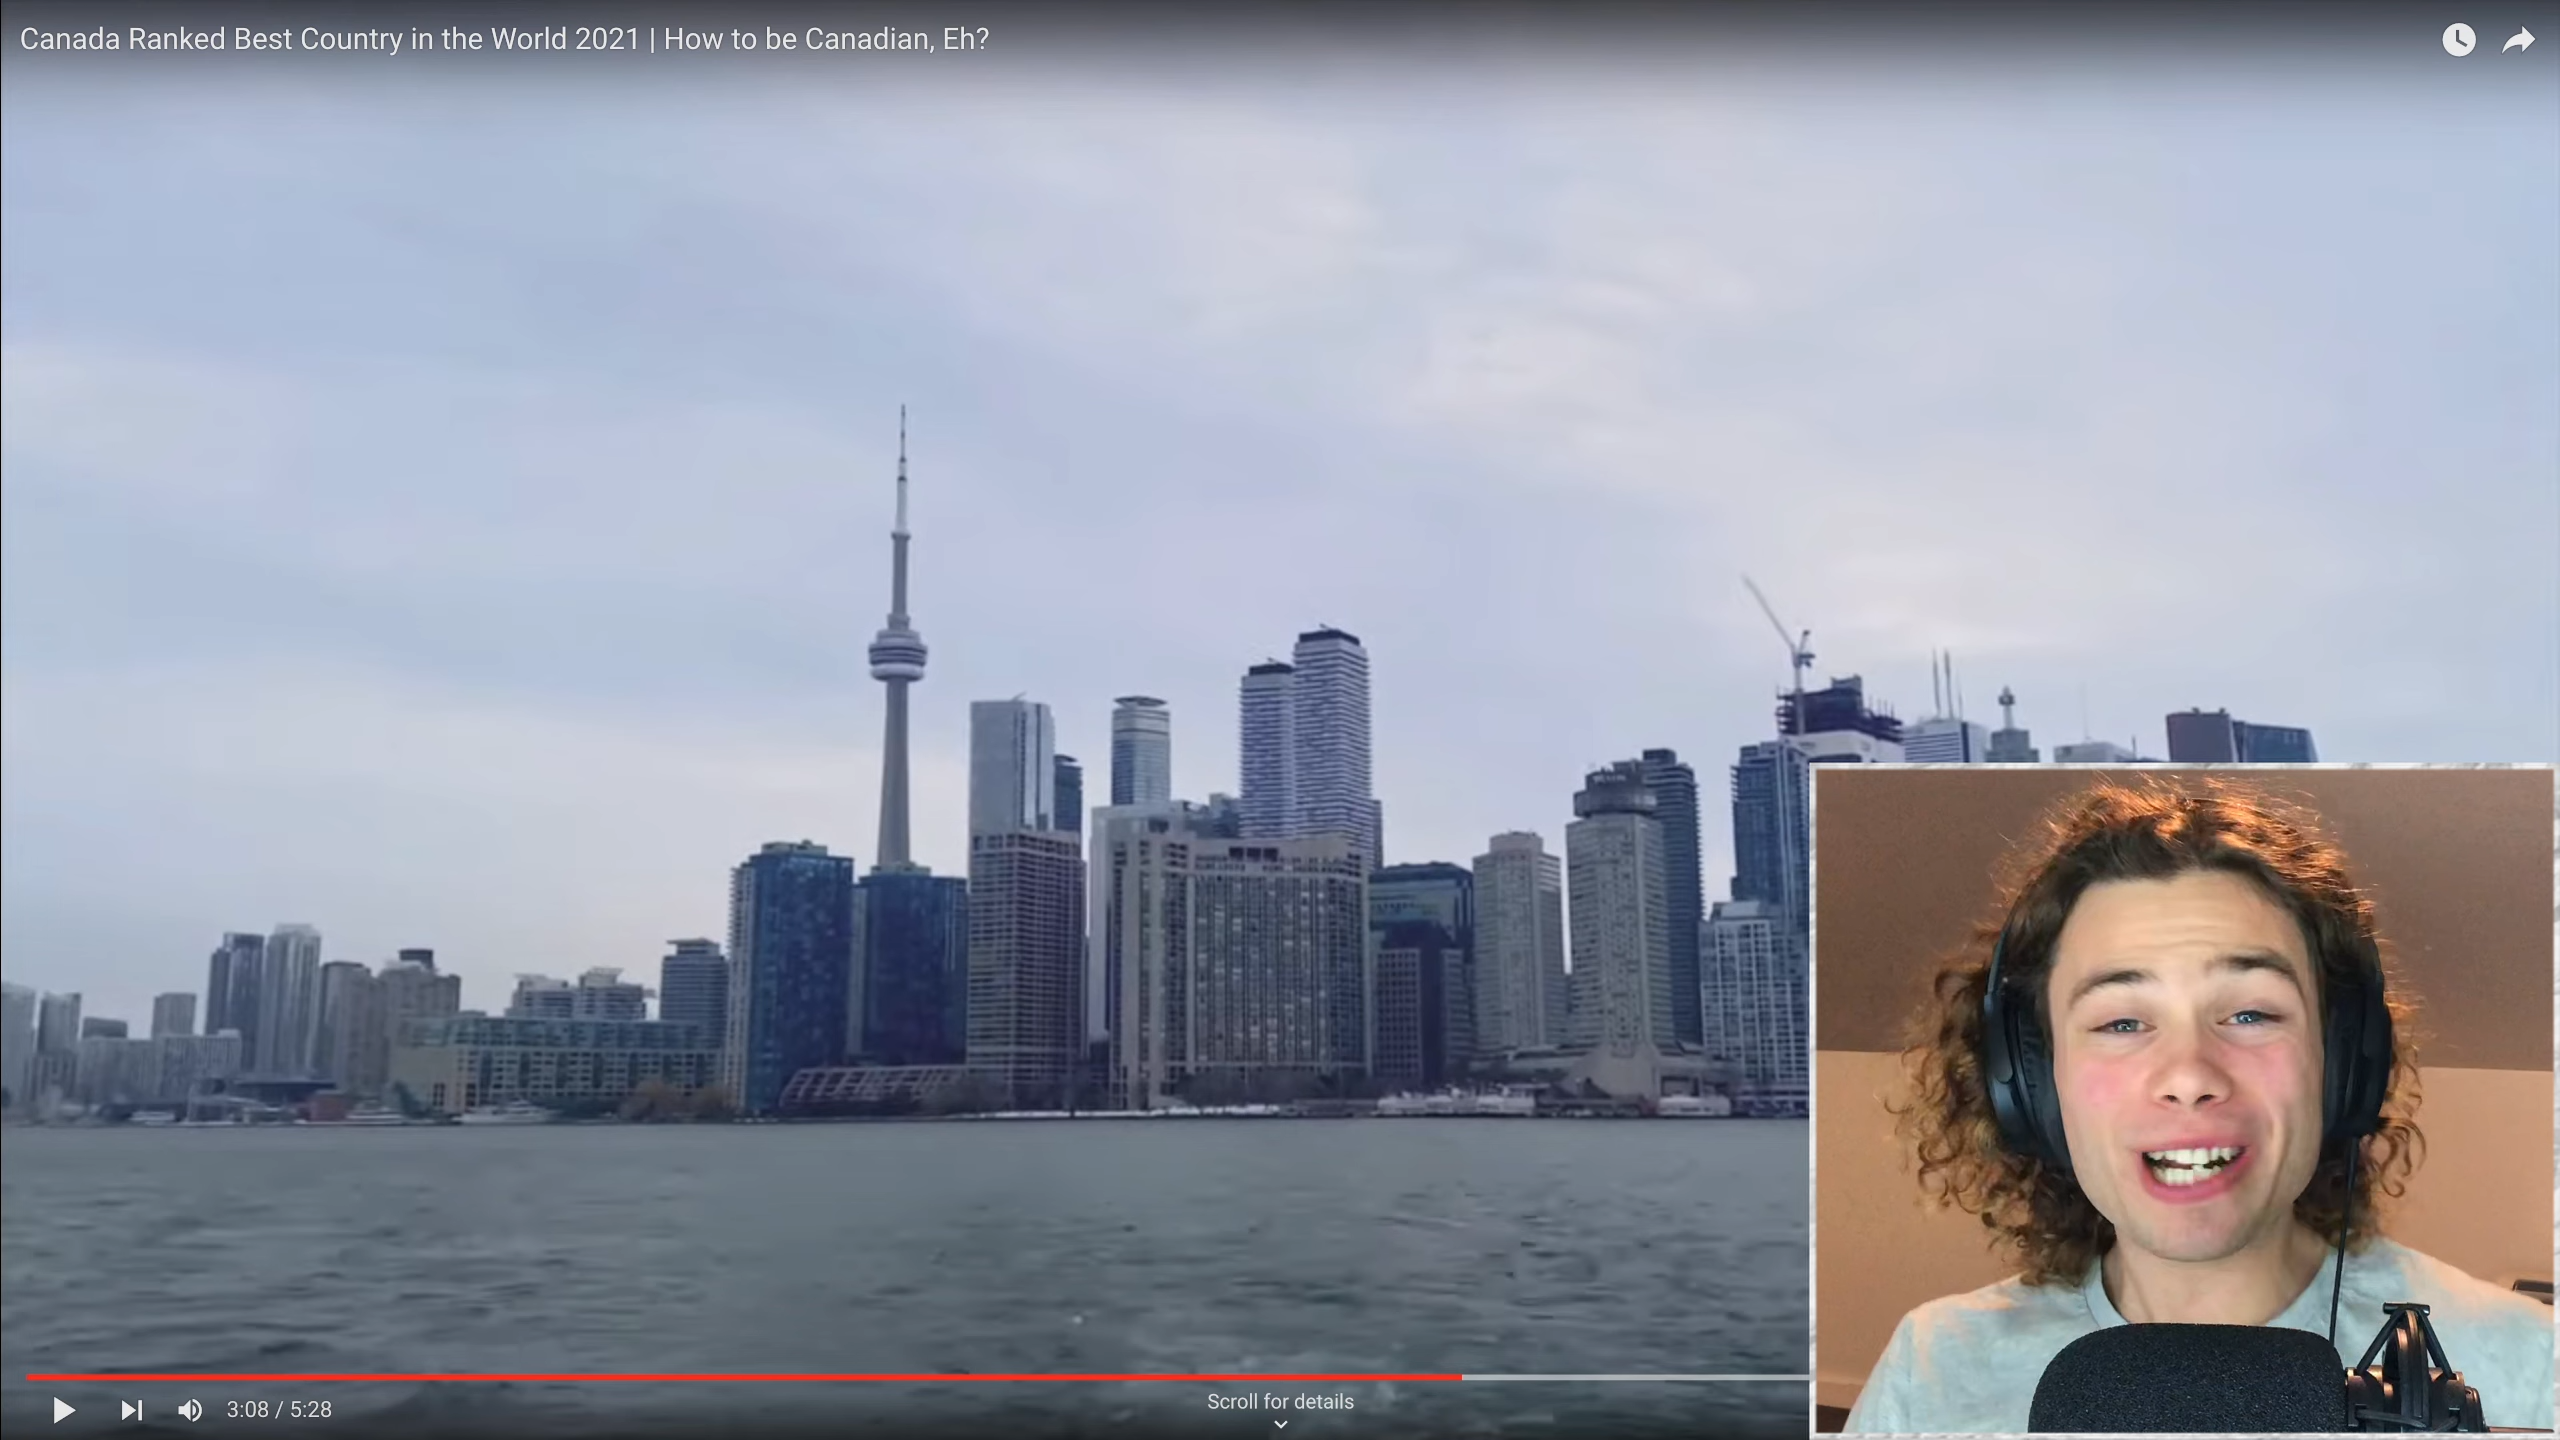 Canada Ranked Best Country in the World 2021 | How to be Canadian, Eh?
3:08 / 5:28
Scroll for details